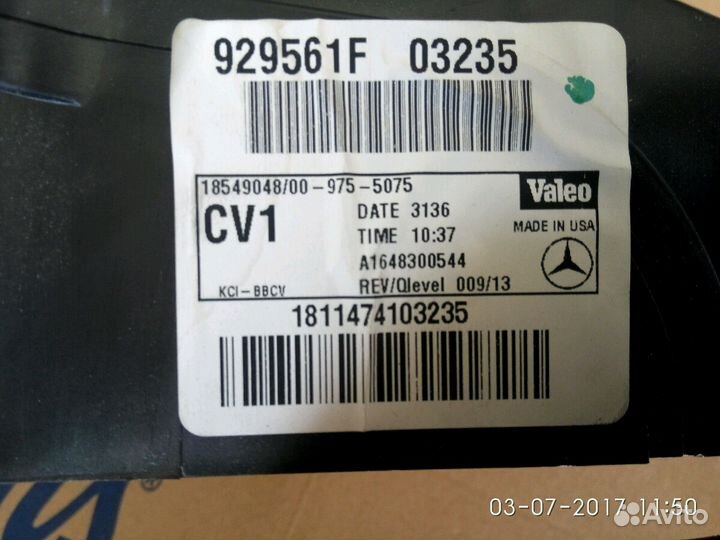 929561F 03235
18549048/00-975-5075
Valeo
CV1
DATE 3136
MADE IN USA
TIME 10:37
A1648300544
KCI-BBCV
REV/Qlevel 009/13
1811474103235
03-07-2017 11:50
Avito